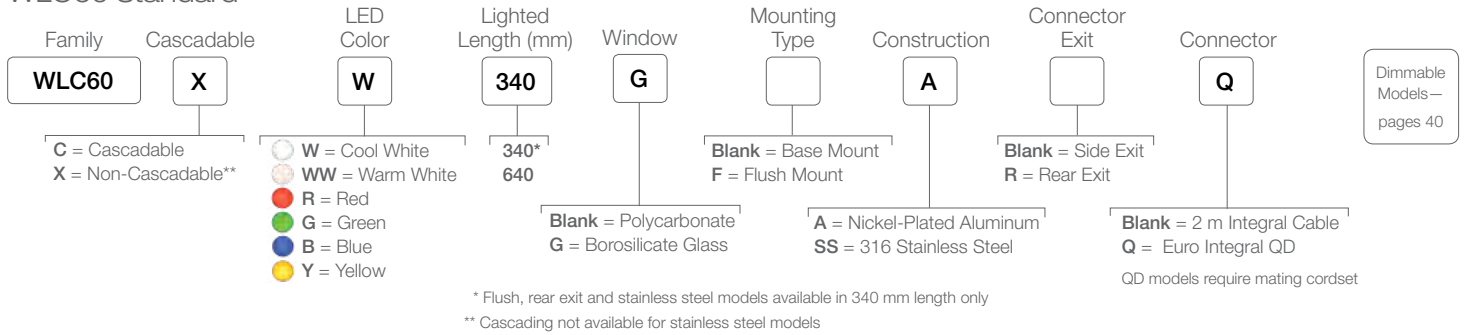 WLC60 Standard
Family
Cascadable
LED
Color
Lighted
Length (mm)
Window
Mounting
Type
Construction
Connector
Exit
Connector
WLC60
X
W
340
G
A
Q
Dimmable
Models—
pages 40
C = Cascadable
X = Non-Cascadable**
W = Cool White
WW = Warm White
R = Red
G = Green
B = Blue
Y = Yellow
340*
640
Blank = Polycarbonate
G = Borosilicate Glass
Blank = Base Mount
F = Flush Mount
A = Nickel-Plated Aluminum
SS = 316 Stainless Steel
Blank = Side Exit
R = Rear Exit
Blank = 2 m Integral Cable
Q = Euro Integral QD
QD models require mating cordset
* Flush, rear exit and stainless steel models available in 340 mm length only
** Cascading not available for stainless steel models